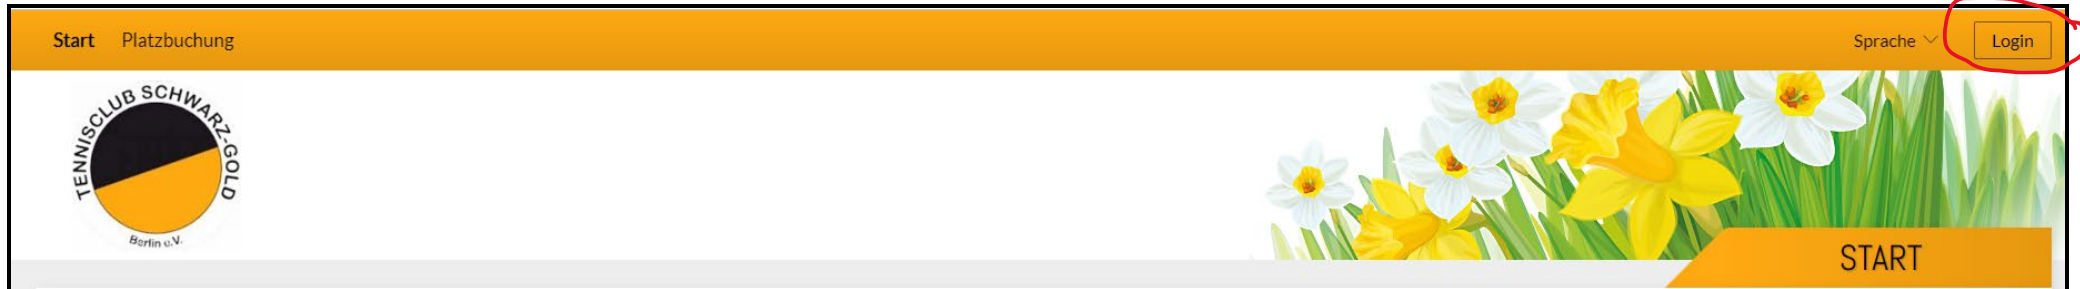 Start Platzbuchung Sprache Login
TENNISCLUB SCHWARZ-GOLD
Berlin e.V.
START